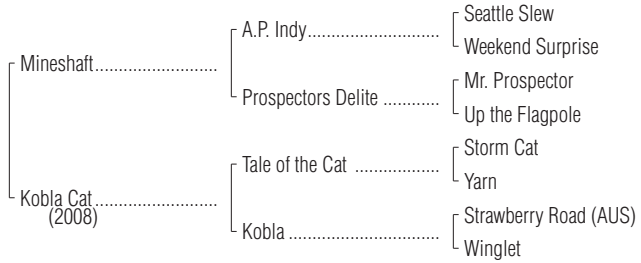 Seattle Slew
A.P. Indy..............................
Weekend Surprise
Mineshaft............................
Mr. Prospector
Prospectors Delite ............
Up the Flagpole
Storm Cat
Tale of the Cat ...................
Yarn
Kobla Cat............................
(2008)
Strawberry Road (AUS)
Kobla ..................................
Winglet